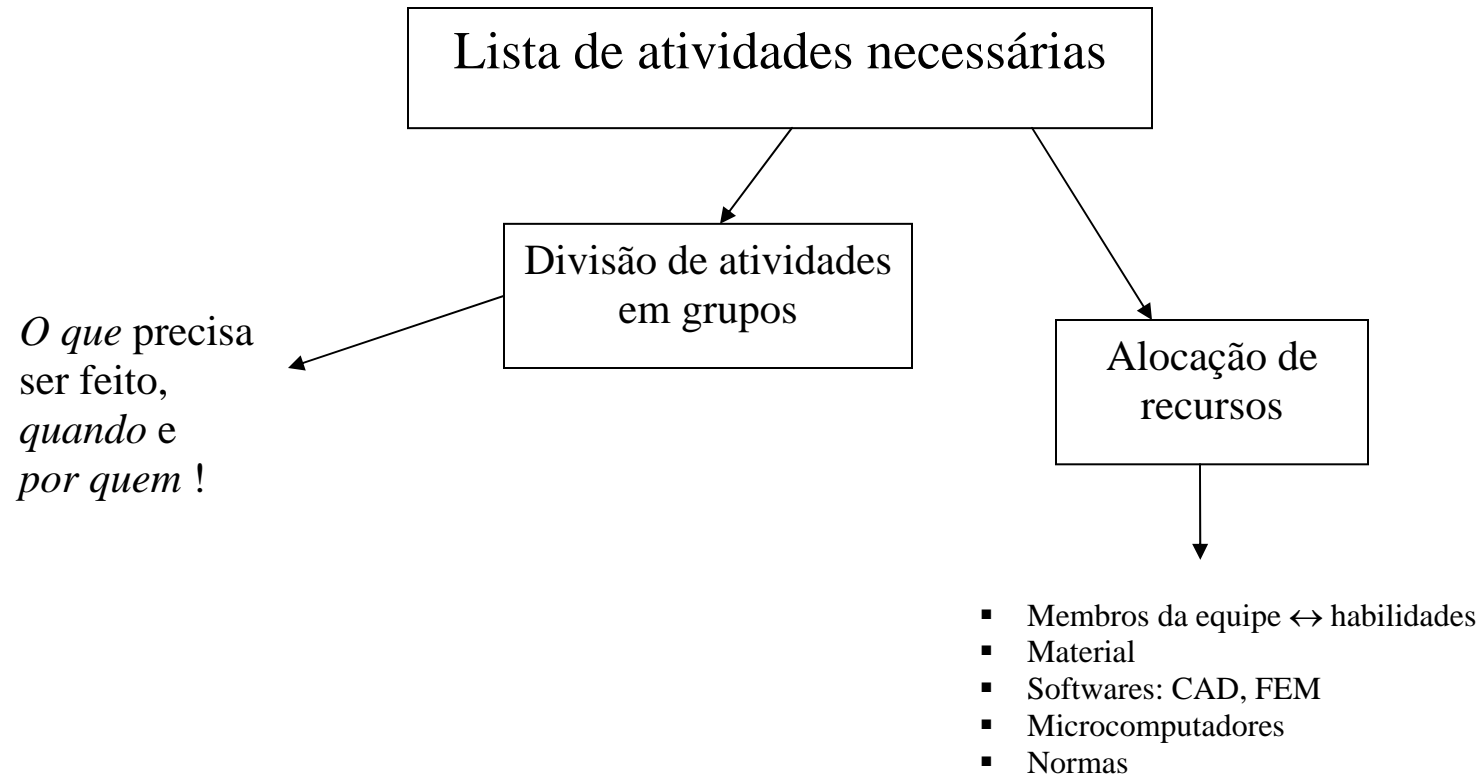 Lista de atividades necessárias
Divisão de atividades
em grupos
O que precisa
ser feito,
quando e
por quem !
Alocação de
recursos
▪ Membros da equipe ↔ habilidades
▪ Material
▪ Softwares: CAD, FEM
▪ Microcomputadores
▪ Normas